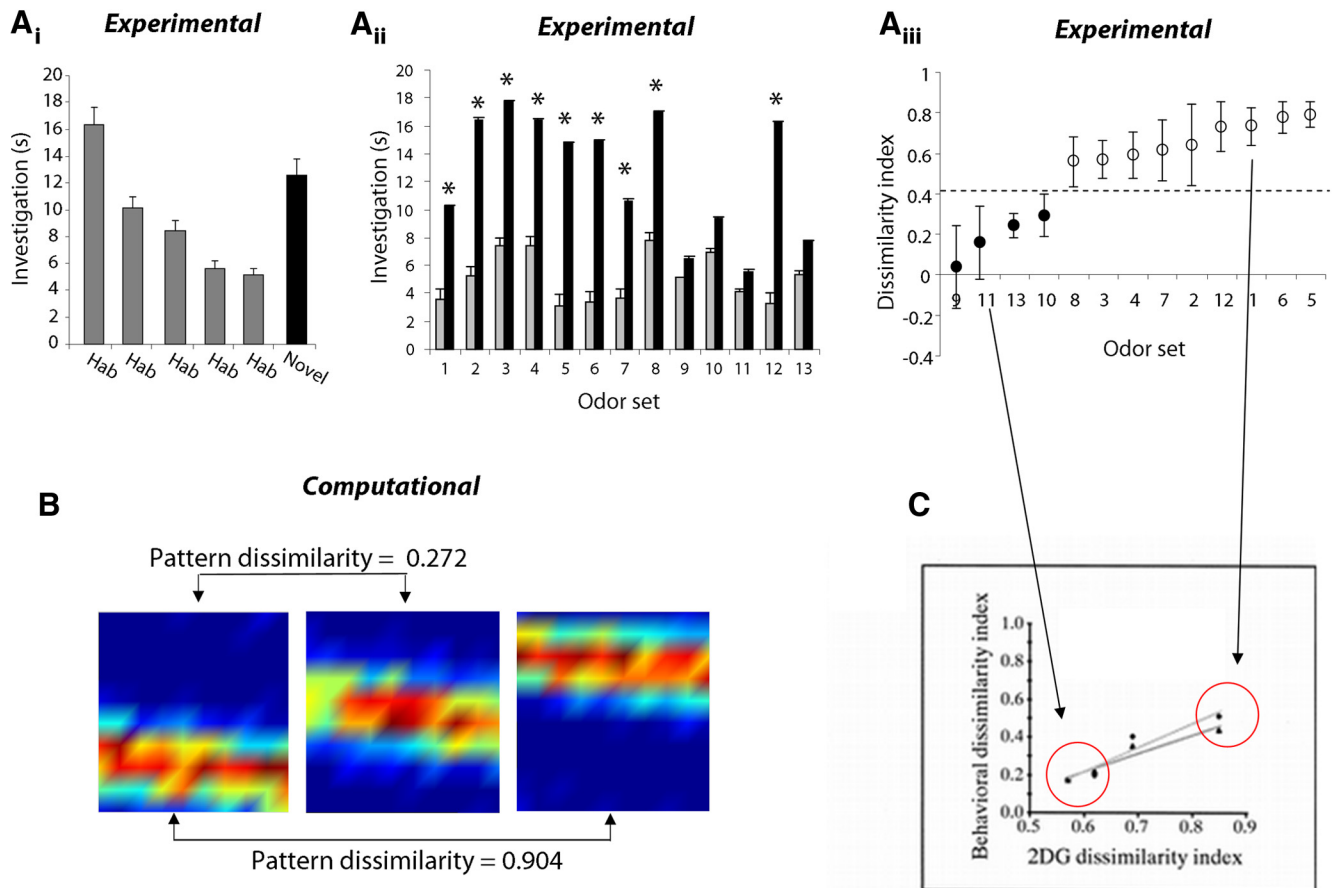 Ai
Experimental
Investigation (s)
20
18
16
14
12
10
8
6
4
2
0
Hab
Hab
Hab
Hab
Hab
Novel
Aii
Experimental
Investigation (s)
20
18
16
14
12
10
8
6
4
2
0
* * * * * * * * *
1 2 3 4 5 6 7 8 9 10 11 12 13
Odor set
Aiii
Experimental
Dissimilarity index
1
0.8
0.6
0.4
0.2
0
-0.2
-0.4
9 11 13 10 8 3 4 7 2 12 1 6 5
Odor set
Computational
B
Pattern dissimilarity = 0.272
Pattern dissimilarity = 0.904
C
Behavioral dissimilarity index
1.0
0.8
0.6
0.4
0.2
0.0
0.5 0.6 0.7 0.8 0.9
2DG dissimilarity index